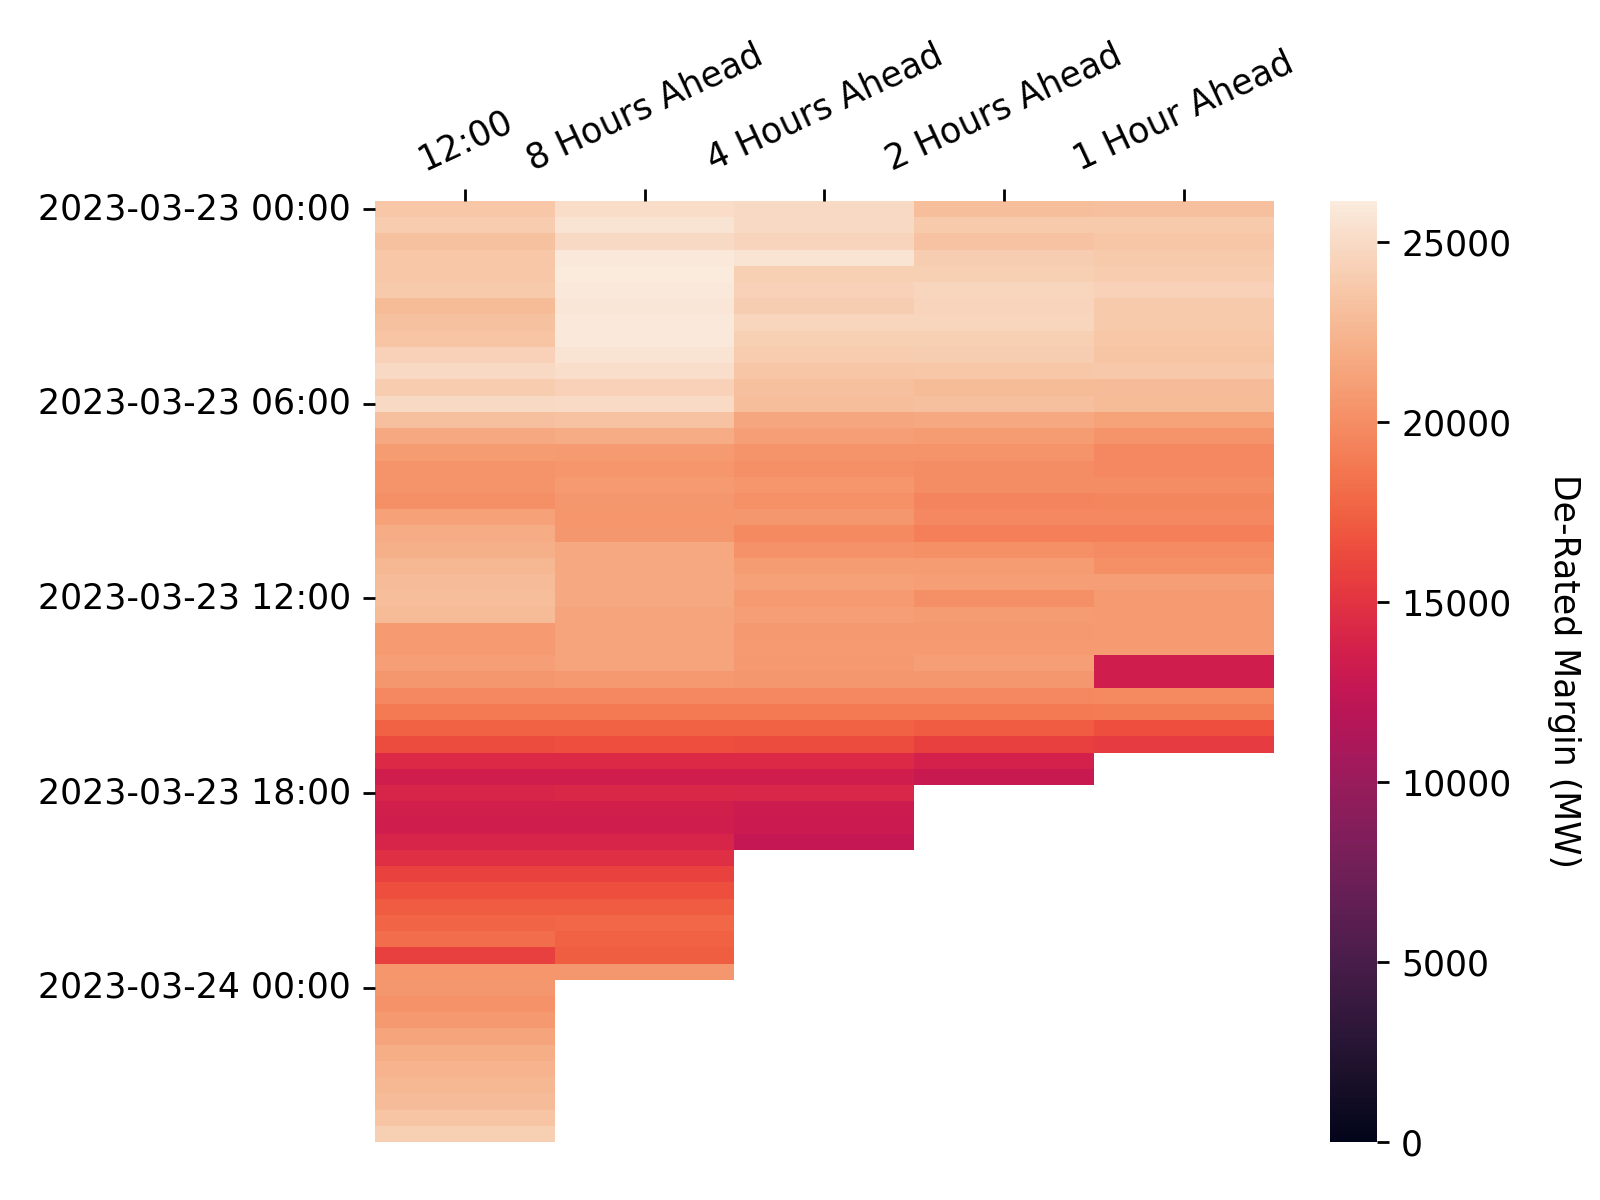 12:00
8 Hours Ahead
4 Hours Ahead
2 Hours Ahead
1 Hour Ahead
2023-03-23 00:00
2023-03-23 06:00
2023-03-23 12:00
2023-03-23 18:00
2023-03-24 00:00
25000
20000
15000
10000
5000
0
De-Rated Margin (MW)